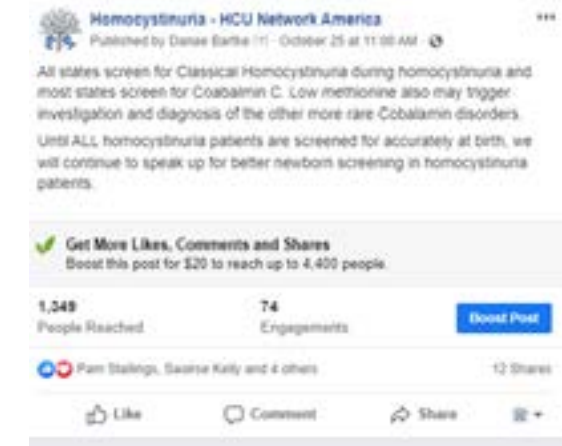 Homocystinuria - HCU Network America
Published by Danae Bartke · October 25 at 11:00 AM ·
All states screen for Classical Homocystinuria during homocystinuria and
most states screen for Coabalmin C. Low methionine also may trigger
investigation and diagnosis of the other more rare Cobalamin disorders.
Until ALL homocystinuria patients are screened for accurately at birth, we
will continue to speak up for better newborn screening in homocystinuria
patients.
Get More Likes, Comments and Shares
Boost this post for $20 to reach up to 4,400 people.
1,349
74
People Reached
Engagements
Boost Post
Pam Stallings, Saoirse Kelly and 4 others
12 Shares
Like
Comment
Share